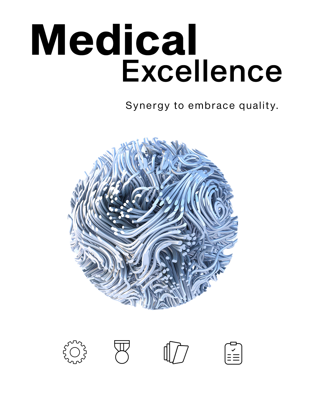 Medical
Excellence
Synergy to embrace quality.